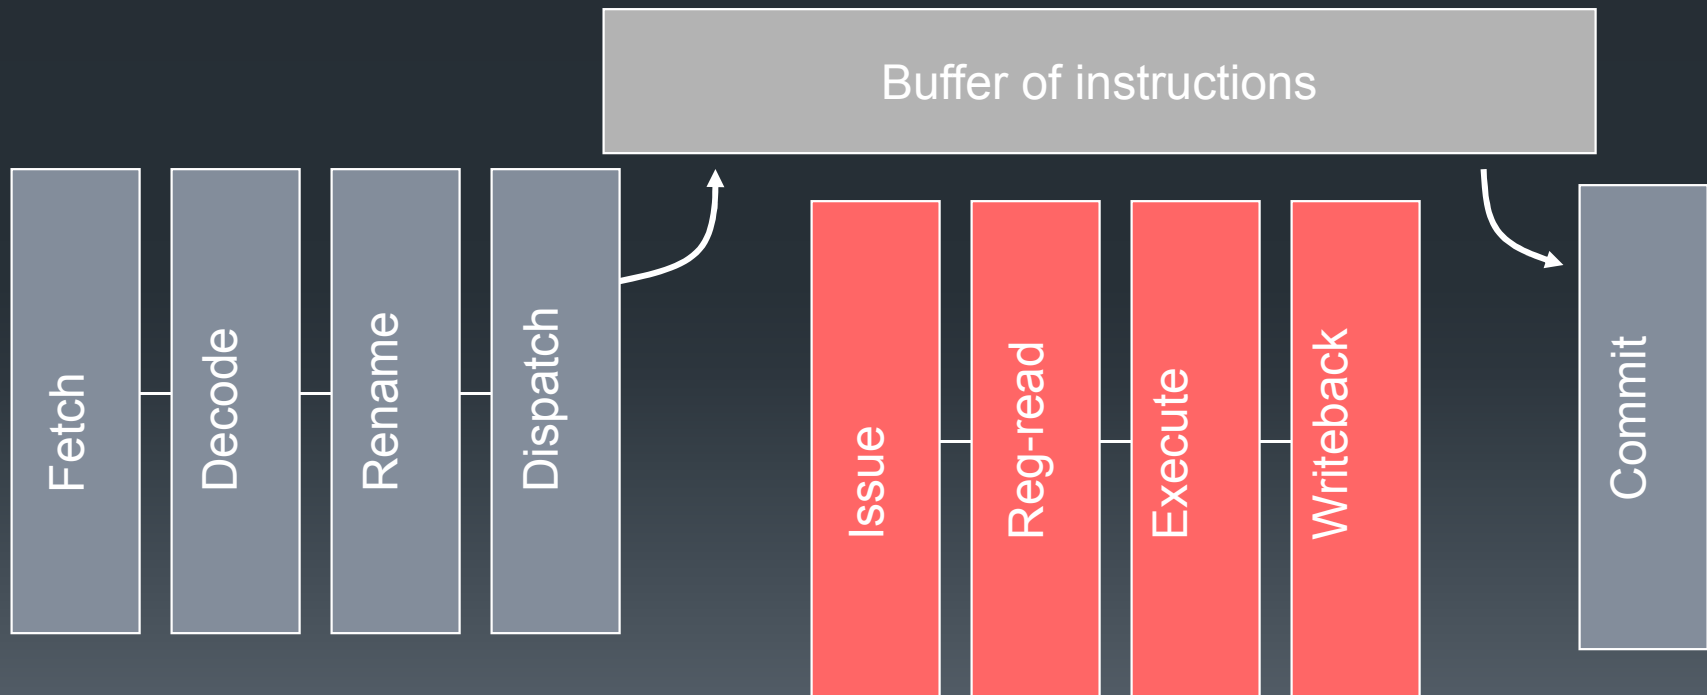 Buffer of instructions
Fetch
Decode
Rename
Dispatch
Issue
Reg-read
Execute
Writeback
Commit